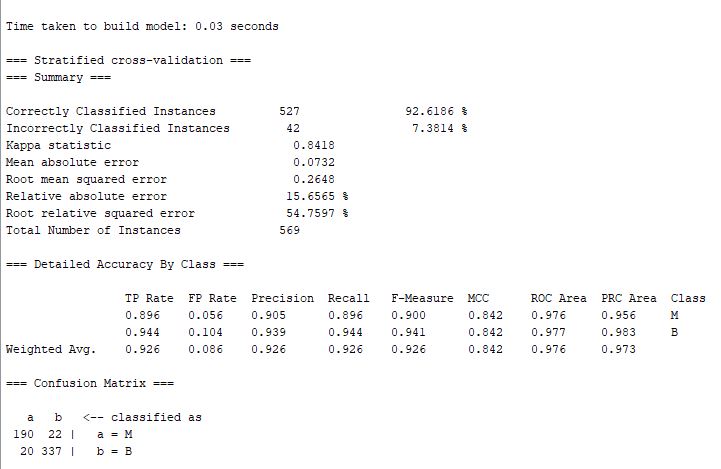 Time taken to build model: 0.03 seconds
=== Stratified cross-validation ===
=== Summary ===
Correctly Classified Instances         527               92.6186 %
Incorrectly Classified Instances        42                7.3814 %
Kappa statistic                          0.8418
Mean absolute error                      0.0732
Root mean squared error                  0.2648
Relative absolute error                 15.6565 %
Root relative squared error             54.7597 %
Total Number of Instances              569
=== Detailed Accuracy By Class ===
                 TP Rate  FP Rate  Precision  Recall   F-Measure  MCC      ROC Area  PRC Area  Class
                 0.896    0.056    0.905      0.896    0.900      0.842    0.976     0.956     M
                 0.944    0.104    0.939      0.944    0.941      0.842    0.977     0.983     B
Weighted Avg.    0.926    0.086    0.926      0.926    0.926      0.842    0.976     0.973
=== Confusion Matrix ===
   a   b   <-- classified as
 190  22 |   a = M
  20 337 |   b = B